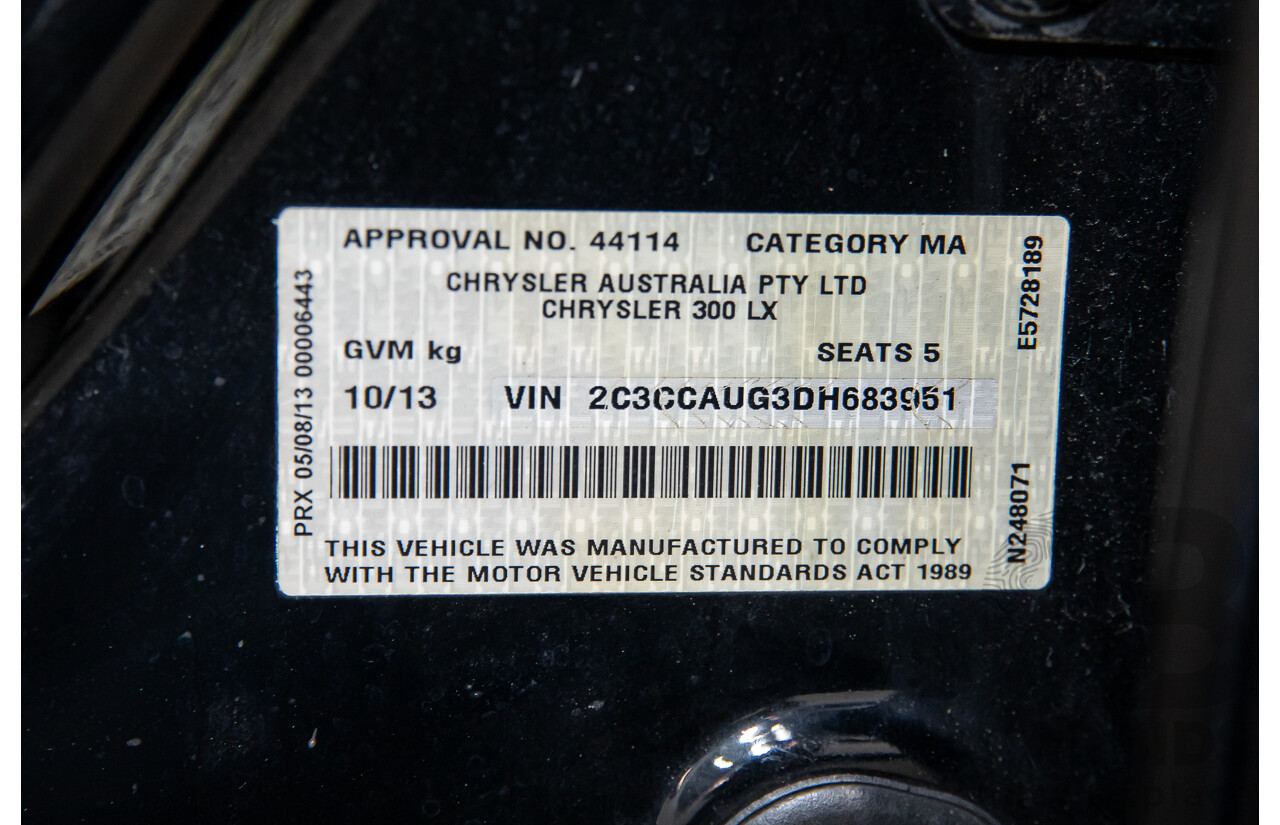 APPROVAL NO. 44114 CATEGORY MA
CHRYSLER AUSTRALIA PTY LTD
CHRYSLER 300 LX
GVM kg SEATS 5
10/13 VIN 2C3CCAUG3DH683951
THIS VEHICLE WAS MANUFACTURED TO COMPLY
WITH THE MOTOR VEHICLE STANDARDS ACT 1989
PRX 05/08/13 00006443
E5728189
N248071